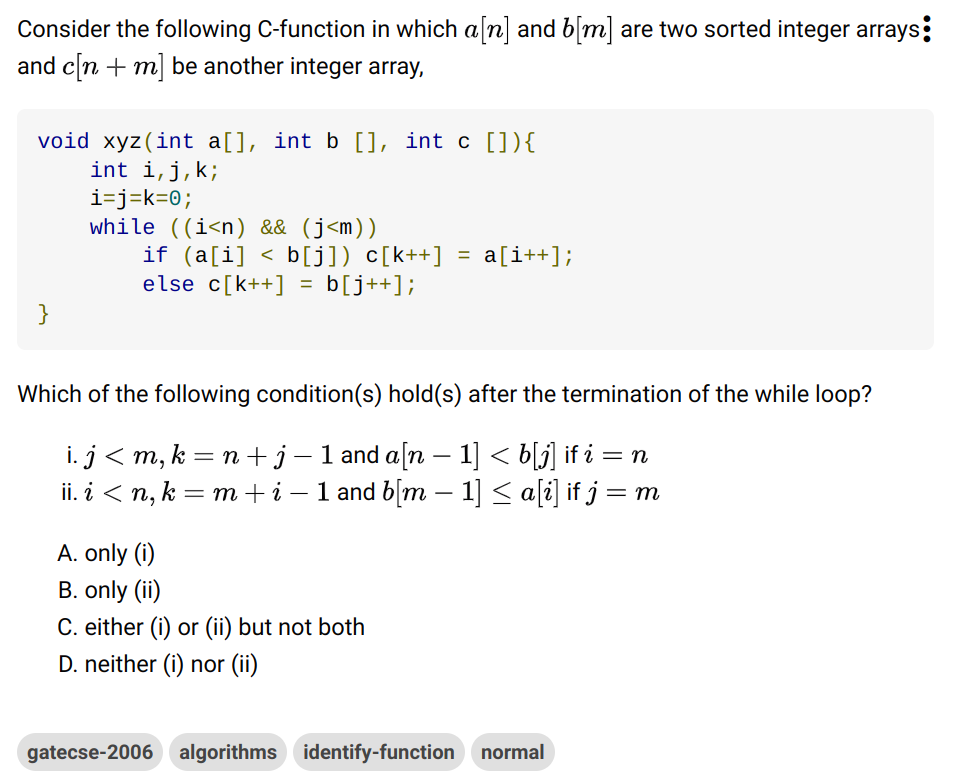 Consider the following C-function in which a[n] and b[m] are two sorted integer arrays
and c[n + m] be another integer array,
void xyz(int a[], int b [], int c []){
    int i,j,k;
    i=j=k=0;
    while ((i<n) && (j<m))
        if (a[i] < b[j]) c[k++] = a[i++];
        else c[k++] = b[j++];
}
Which of the following condition(s) hold(s) after the termination of the while loop?
i. j < m, k = n + j − 1 and a[n − 1] < b[j] if i = n
ii. i < n, k = m + i − 1 and b[m − 1] ≤ a[i] if j = m
A. only (i)
B. only (ii)
C. either (i) or (ii) but not both
D. neither (i) nor (ii)
gatecse-2006 algorithms identify-function normal